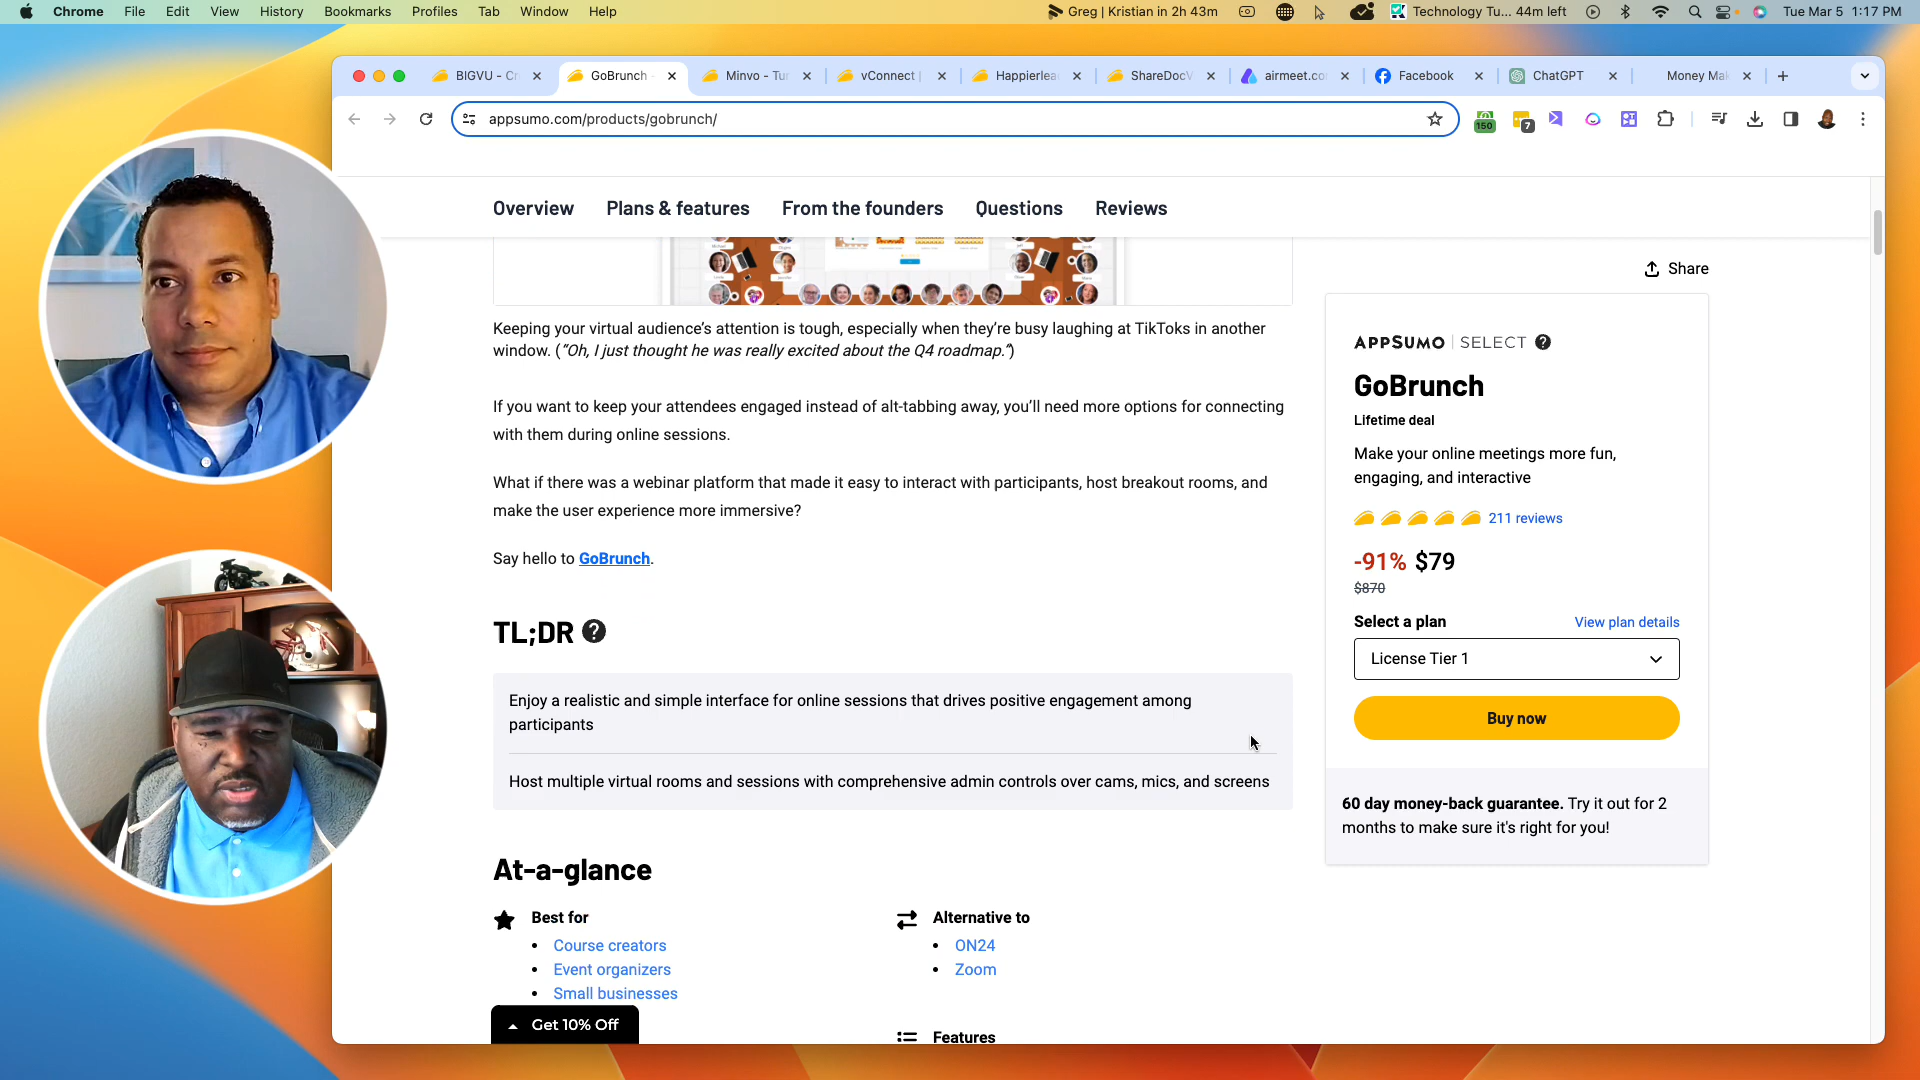 Chrome File Edit View History Bookmarks Profiles Tab Window Help
Greg | Kristian in 2h 43m
Technology Tu... 44m left
Tue Mar 5 1:17 PM
BIGVU - Cr
GoBrunch -
Minvo - Tur
vConnect |
Happierlea
ShareDocV
airmeet.co
Facebook
ChatGPT
Money Mak
appsumo.com/products/gobrunch/
150
7
Overview
Plans & features
From the founders
Questions
Reviews
Share
Keeping your virtual audience’s attention is tough, especially when they’re busy laughing at TikToks in another
window. (“Oh, I just thought he was really excited about the Q4 roadmap.”)
If you want to keep your attendees engaged instead of alt-tabbing away, you’ll need more options for connecting
with them during online sessions.
What if there was a webinar platform that made it easy to interact with participants, host breakout rooms, and
make the user experience more immersive?
Say hello to GoBrunch.
TL;DR ?
Enjoy a realistic and simple interface for online sessions that drives positive engagement among
participants
Host multiple virtual rooms and sessions with comprehensive admin controls over cams, mics, and screens
At-a-glance
Best for
• Course creators
• Event organizers
• Small businesses
Alternative to
• ON24
• Zoom
Features
Get 10% Off
APPSUMO | SELECT ?
GoBrunch
Lifetime deal
Make your online meetings more fun,
engaging, and interactive
211 reviews
-91% $79
$870
Select a plan
View plan details
License Tier 1
Buy now
60 day money-back guarantee. Try it out for 2
months to make sure it's right for you!